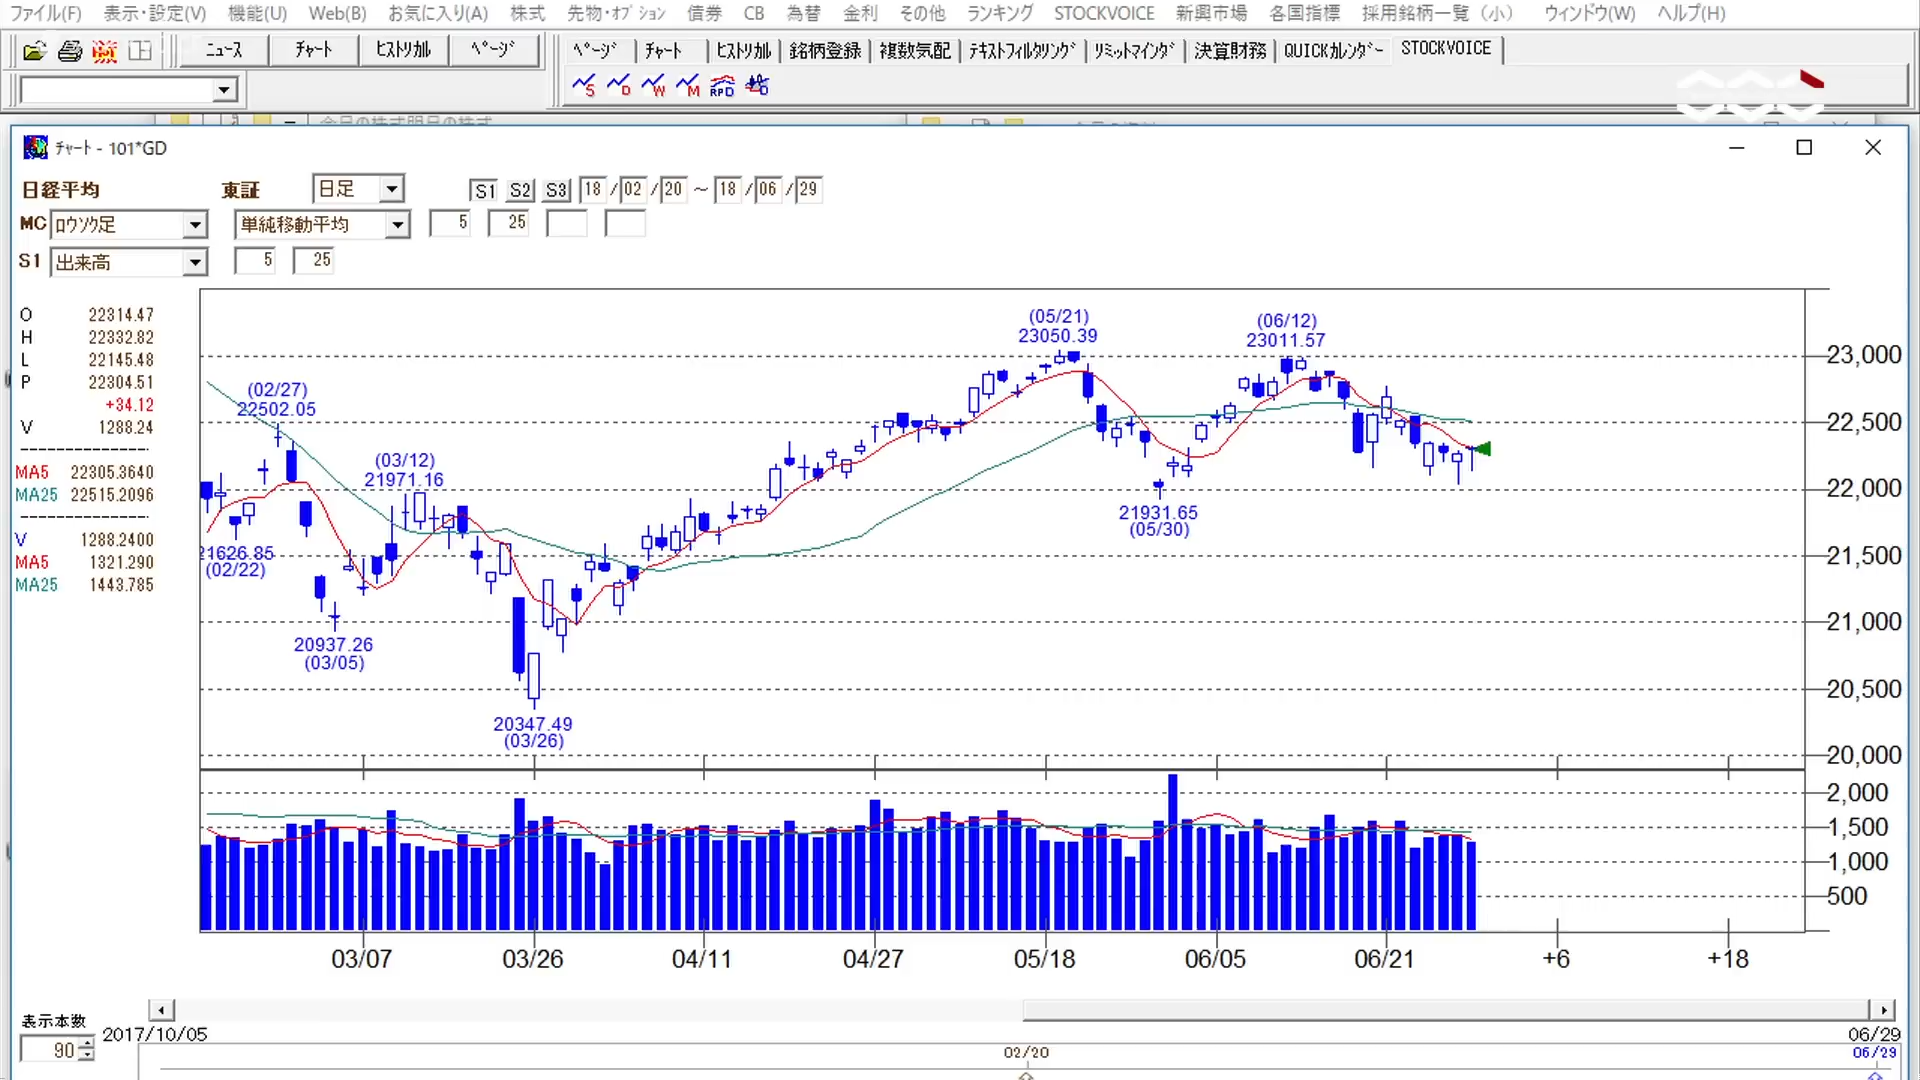 ファイル(F) 表示・設定(V) 機能(U) Web(B) お気に入り(A) 株式 先物・ｵﾌﾟｼｮﾝ 債券 CB 為替 金利 その他 ランキング STOCKVOICE 新興市場 各国指標 採用銘柄一覧（小） ウィンドウ(W) ヘルプ(H)
ﾆｭｰｽ ﾁｬｰﾄ ﾋｽﾄﾘｶﾙ ﾍﾟｰｼﾞ ﾍﾟｰｼﾞ ﾁｬｰﾄ ﾋｽﾄﾘｶﾙ 銘柄登録 複数気配 ﾃｷｽﾄﾌｨﾙﾀﾘﾝｸﾞ ﾘﾐｯﾄﾏｲﾝﾀﾞ 決算財務 QUICKｶﾚﾝﾀﾞｰ STOCKVOICE
S D W M RPD
ﾁｬｰﾄ - 101*GD
日経平均 東証 日足 S1 S2 S3 18 /02 /20 ～ 18 /06 /29
MC ﾛｳｿｸ足 単純移動平均 5 25
S1 出来高 5 25
O 22314.47
H 22332.82
L 22145.48
P 22304.51
+34.12
V 1288.24
MA5 22305.3640
MA25 22515.2096
V 1288.2400
MA5 1321.290
MA25 1443.785
(05/21)
23050.39
(06/12)
23011.57
(02/27)
22502.05
(03/12)
21971.16
21931.65
(05/30)
21626.85
(02/22)
20937.26
(03/05)
20347.49
(03/26)
23,000
22,500
22,000
21,500
21,000
20,500
20,000
2,000
1,500
1,000
500
03/07 03/26 04/11 04/27 05/18 06/05 06/21 +6 +18
表示本数
90
2017/10/05 06/29
02/20 06/29